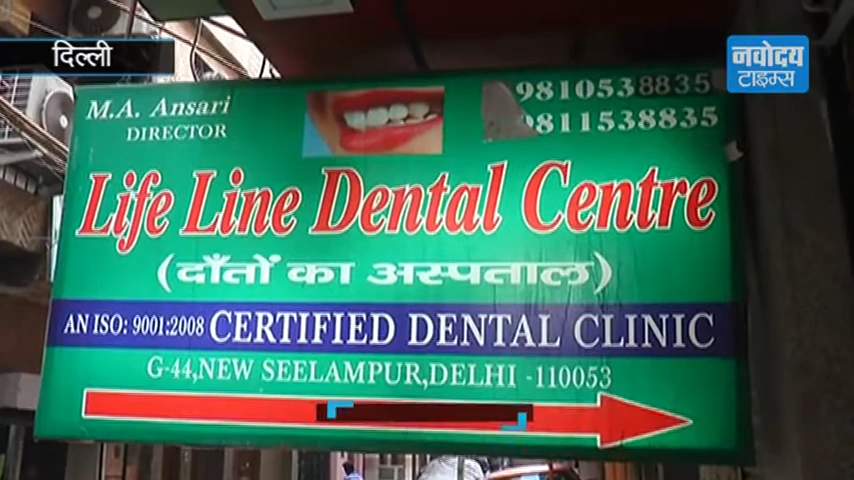 दिल्ली
नवोदय
टाइम्स
M.A. Ansari
DIRECTOR
9810538835
9811538835
Life Line Dental Centre
(दाँतों का अस्पताल)
AN ISO: 9001:2008 CERTIFIED DENTAL CLINIC
G-44,NEW SEELAMPUR,DELHI -110053